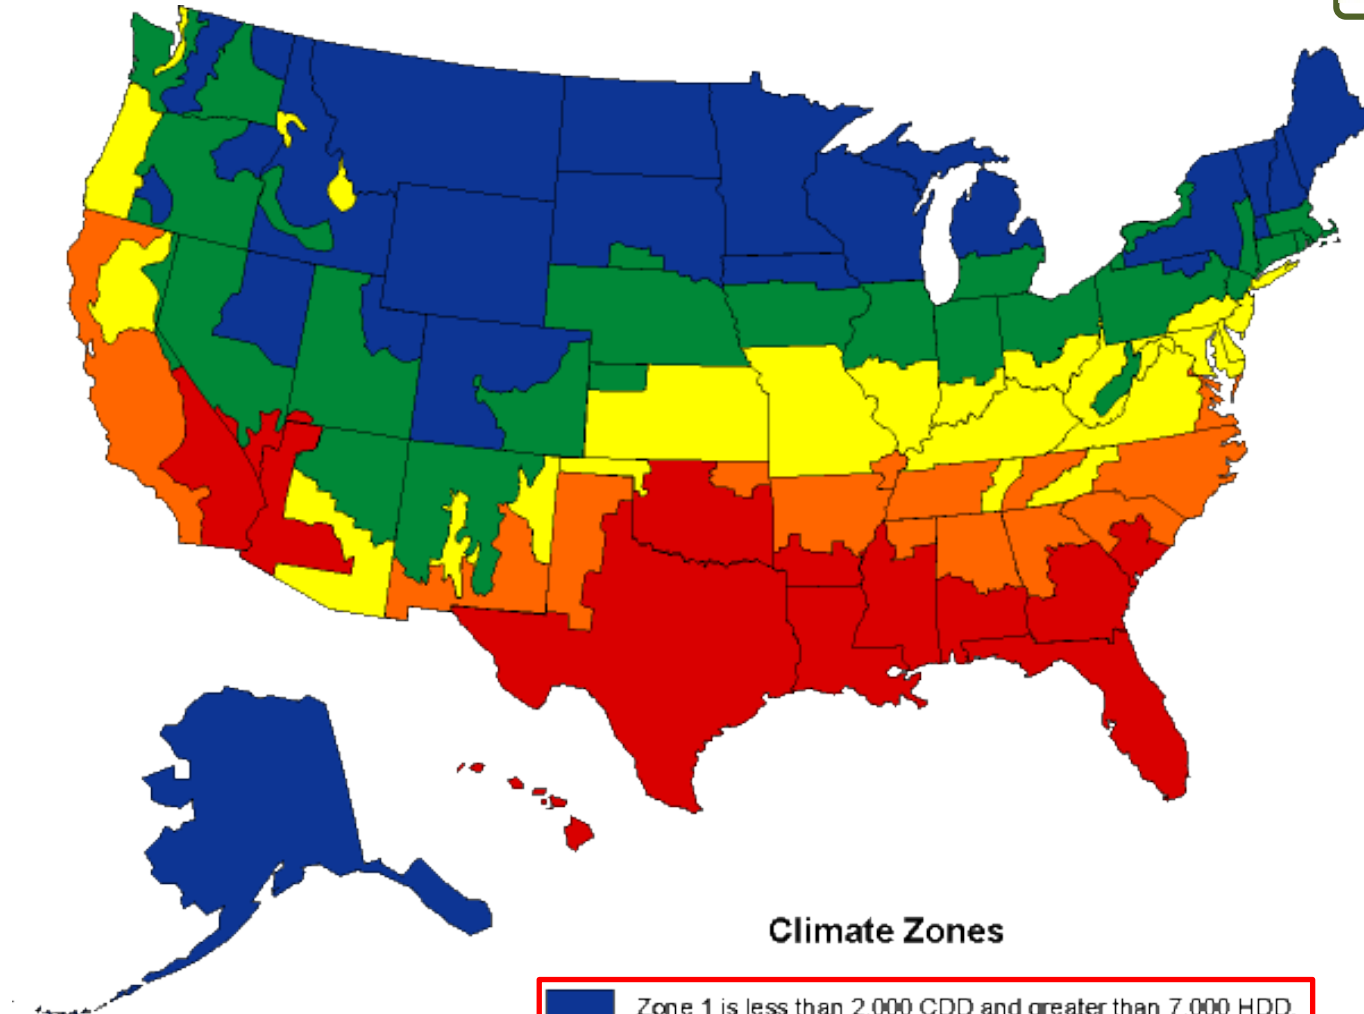 Climate Zones
Zone 1 is less than 2,000 CDD and greater than 7,000 HDD